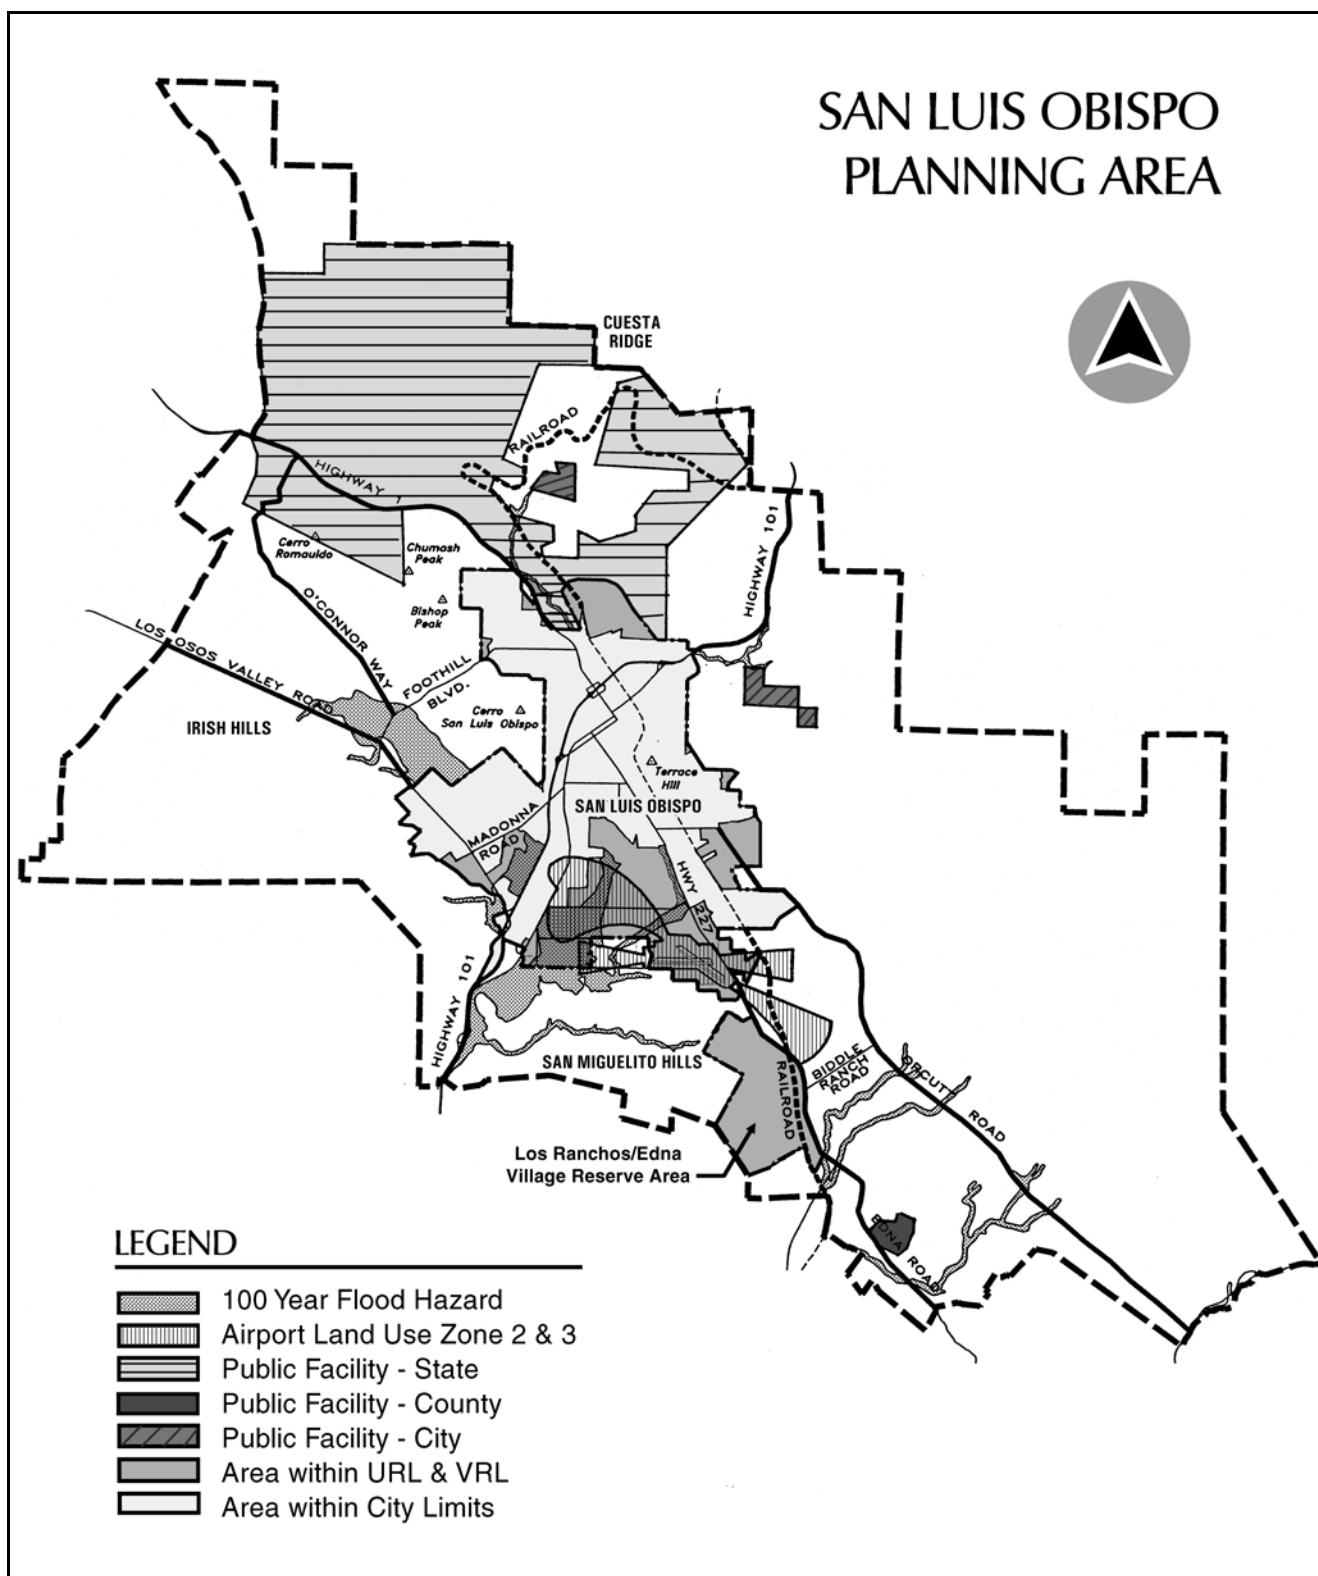 SAN LUIS OBISPO
PLANNING AREA
CUESTA
RIDGE
RAILROAD
HIGHWAY 1
HIGHWAY 101
Cerro
Romauldo
Chumash
Peak
Bishop
Peak
O'CONNOR WAY
LOS OSOS VALLEY ROAD
FOOTHILL
BLVD.
IRISH HILLS
Cerro
San Luis Obispo
Terrace
Hill
SAN LUIS OBISPO
MADONNA
ROAD
HWY 227
HIGHWAY 101
SAN MIGUELITO HILLS
BIDDLE
RANCH
ROAD
ORCUTT ROAD
RAILROAD
Los Ranchos/Edna
Village Reserve Area
EDNA ROAD
LEGEND
100 Year Flood Hazard
Airport Land Use Zone 2 & 3
Public Facility - State
Public Facility - County
Public Facility - City
Area within URL & VRL
Area within City Limits